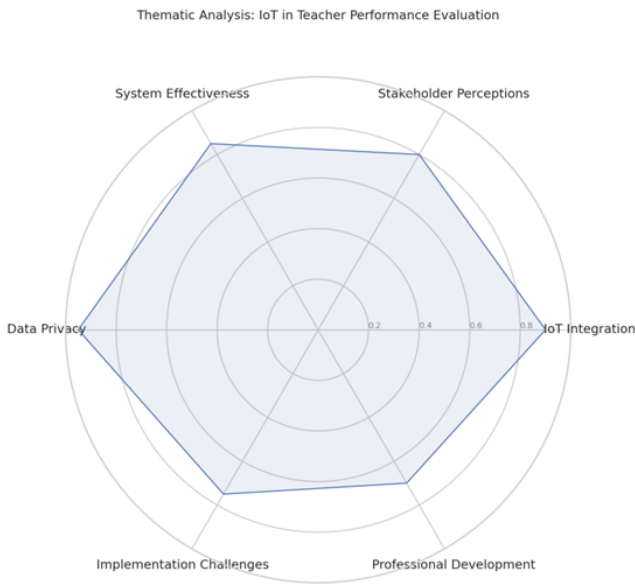 Thematic Analysis: IoT in Teacher Performance Evaluation
System Effectiveness
Stakeholder Perceptions
Data Privacy
0.2
0.4
0.6
0.8
IoT Integration
Implementation Challenges
Professional Development